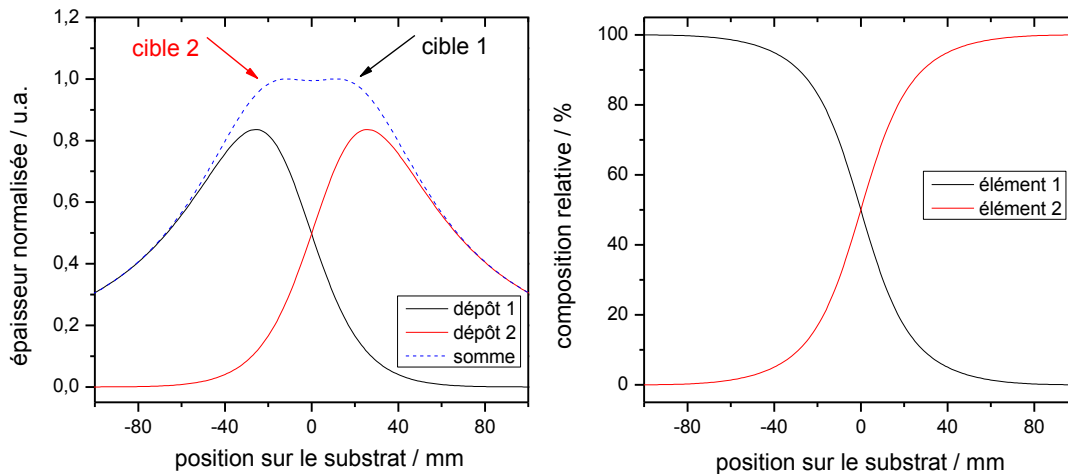 épaisseur normalisée / u.a.
1,2
1,0
0,8
0,6
0,4
0,2
0,0
cible 2
cible 1
dépôt 1
dépôt 2
somme
-80
-40
0
40
80
position sur le substrat / mm
composition relative / %
100
80
60
40
20
0
élément 1
élément 2
-80
-40
0
40
80
position sur le substrat / mm